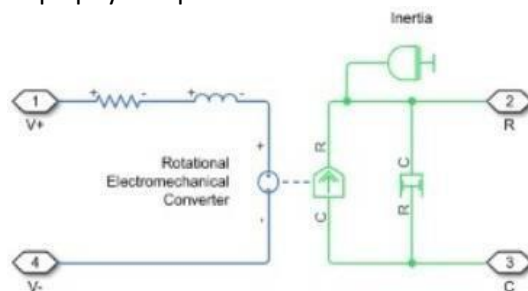 Inertia
+ - + -
1 2
V+ R
+ R C
Rotational
Electromechanical
Converter
- C R
4 3
V- C